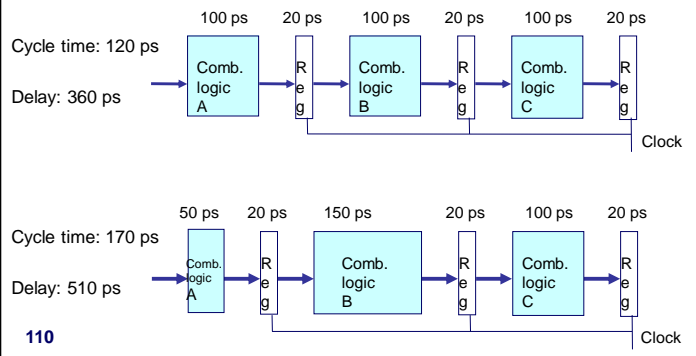 100 ps 20 ps 100 ps 20 ps 100 ps 20 ps
Cycle time: 120 ps
Delay: 360 ps
Comb.
logic
A
R
e
g
Comb.
logic
B
R
e
g
Comb.
logic
C
R
e
g
Clock
50 ps 20 ps 150 ps 20 ps 100 ps 20 ps
Cycle time: 170 ps
Delay: 510 ps
Comb.
logic
A
R
e
g
Comb.
logic
B
R
e
g
Comb.
logic
C
R
e
g
Clock
110